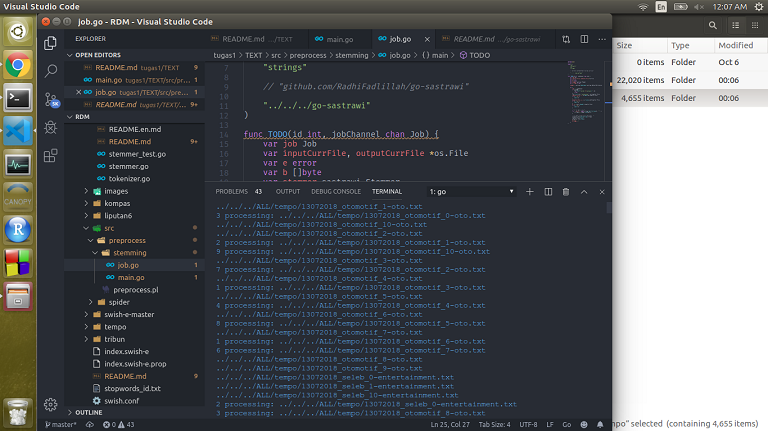 Visual Studio Code
En
12:07 AM
job.go - RDM - Visual Studio Code
EXPLORER
README.md .../TEXT
main.go
job.go
README.md .../go-sastrawi
OPEN EDITORS
README.md tugas1/TEXT 9
main.go tugas1/TEXT/src/pr... 1
job.go tugas1/TEXT/src/pre... 1
README.md tugas1/TEXT... 9+
tugas1 > TEXT > src > preprocess > stemming > job.go > {} main > TODO
7 "strings"
8
9 // "github.com/RadhiFadlillah/go-sastrawi"
10
11 "../../../go-sastrawi"
12 )
13
14 func TODO(id int, jobChannel chan Job) {
15 var job Job
16 var inputCurrFile, outputCurrFile *os.File
17 var e error
18 var b []byte
RDM
README.en.md
README.md 9+
stemmer_test.go
stemmer.go
tokenizer.go
images
kompas
liputan6
src
preprocess
stemming
job.go 1
main.go 1
preprocess.pl
spider
swish-e-master
tempo
tribun
index.swish-e
index.swish-e.prop
README.md 9
stopwords_id.txt
swish.conf
OUTLINE
PROBLEMS 43 OUTPUT DEBUG CONSOLE TERMINAL 1: go
../../../ALL/tempo/13072018_otomotif_1-oto.txt
3 processing: ../../../ALL/tempo/13072018_otomotif_0-oto.txt
../../../ALL/tempo/13072018_otomotif_10-oto.txt
../../../ALL/tempo/13072018_otomotif_2-oto.txt
2 processing: ../../../ALL/tempo/13072018_otomotif_1-oto.txt
9 processing: ../../../ALL/tempo/13072018_otomotif_10-oto.txt
../../../ALL/tempo/13072018_otomotif_3-oto.txt
7 processing: ../../../ALL/tempo/13072018_otomotif_2-oto.txt
../../../ALL/tempo/13072018_otomotif_4-oto.txt
1 processing: ../../../ALL/tempo/13072018_otomotif_3-oto.txt
../../../ALL/tempo/13072018_otomotif_5-oto.txt
4 processing: ../../../ALL/tempo/13072018_otomotif_4-oto.txt
../../../ALL/tempo/13072018_otomotif_6-oto.txt
8 processing: ../../../ALL/tempo/13072018_otomotif_5-oto.txt
../../../ALL/tempo/13072018_otomotif_7-oto.txt
1 processing: ../../../ALL/tempo/13072018_otomotif_6-oto.txt
6 processing: ../../../ALL/tempo/13072018_otomotif_7-oto.txt
../../../ALL/tempo/13072018_otomotif_8-oto.txt
../../../ALL/tempo/13072018_otomotif_9-oto.txt
../../../ALL/tempo/13072018_seleb_0-entertainment.txt
../../../ALL/tempo/13072018_seleb_1-entertainment.txt
../../../ALL/tempo/13072018_seleb_10-entertainment.txt
2 processing: ../../../ALL/tempo/13072018_seleb_0-entertainment.txt
3 processing: ../../../ALL/tempo/13072018_otomotif_8-oto.txt
master* 0 43
Ln 25, Col 27 Tab Size: 4 UTF-8 LF Go
Size Type Modified
0 items Folder Oct 6
22,020 items Folder 00:06
4,655 items Folder 00:06
mpo" selected (containing 4,655 items)
CANOPY